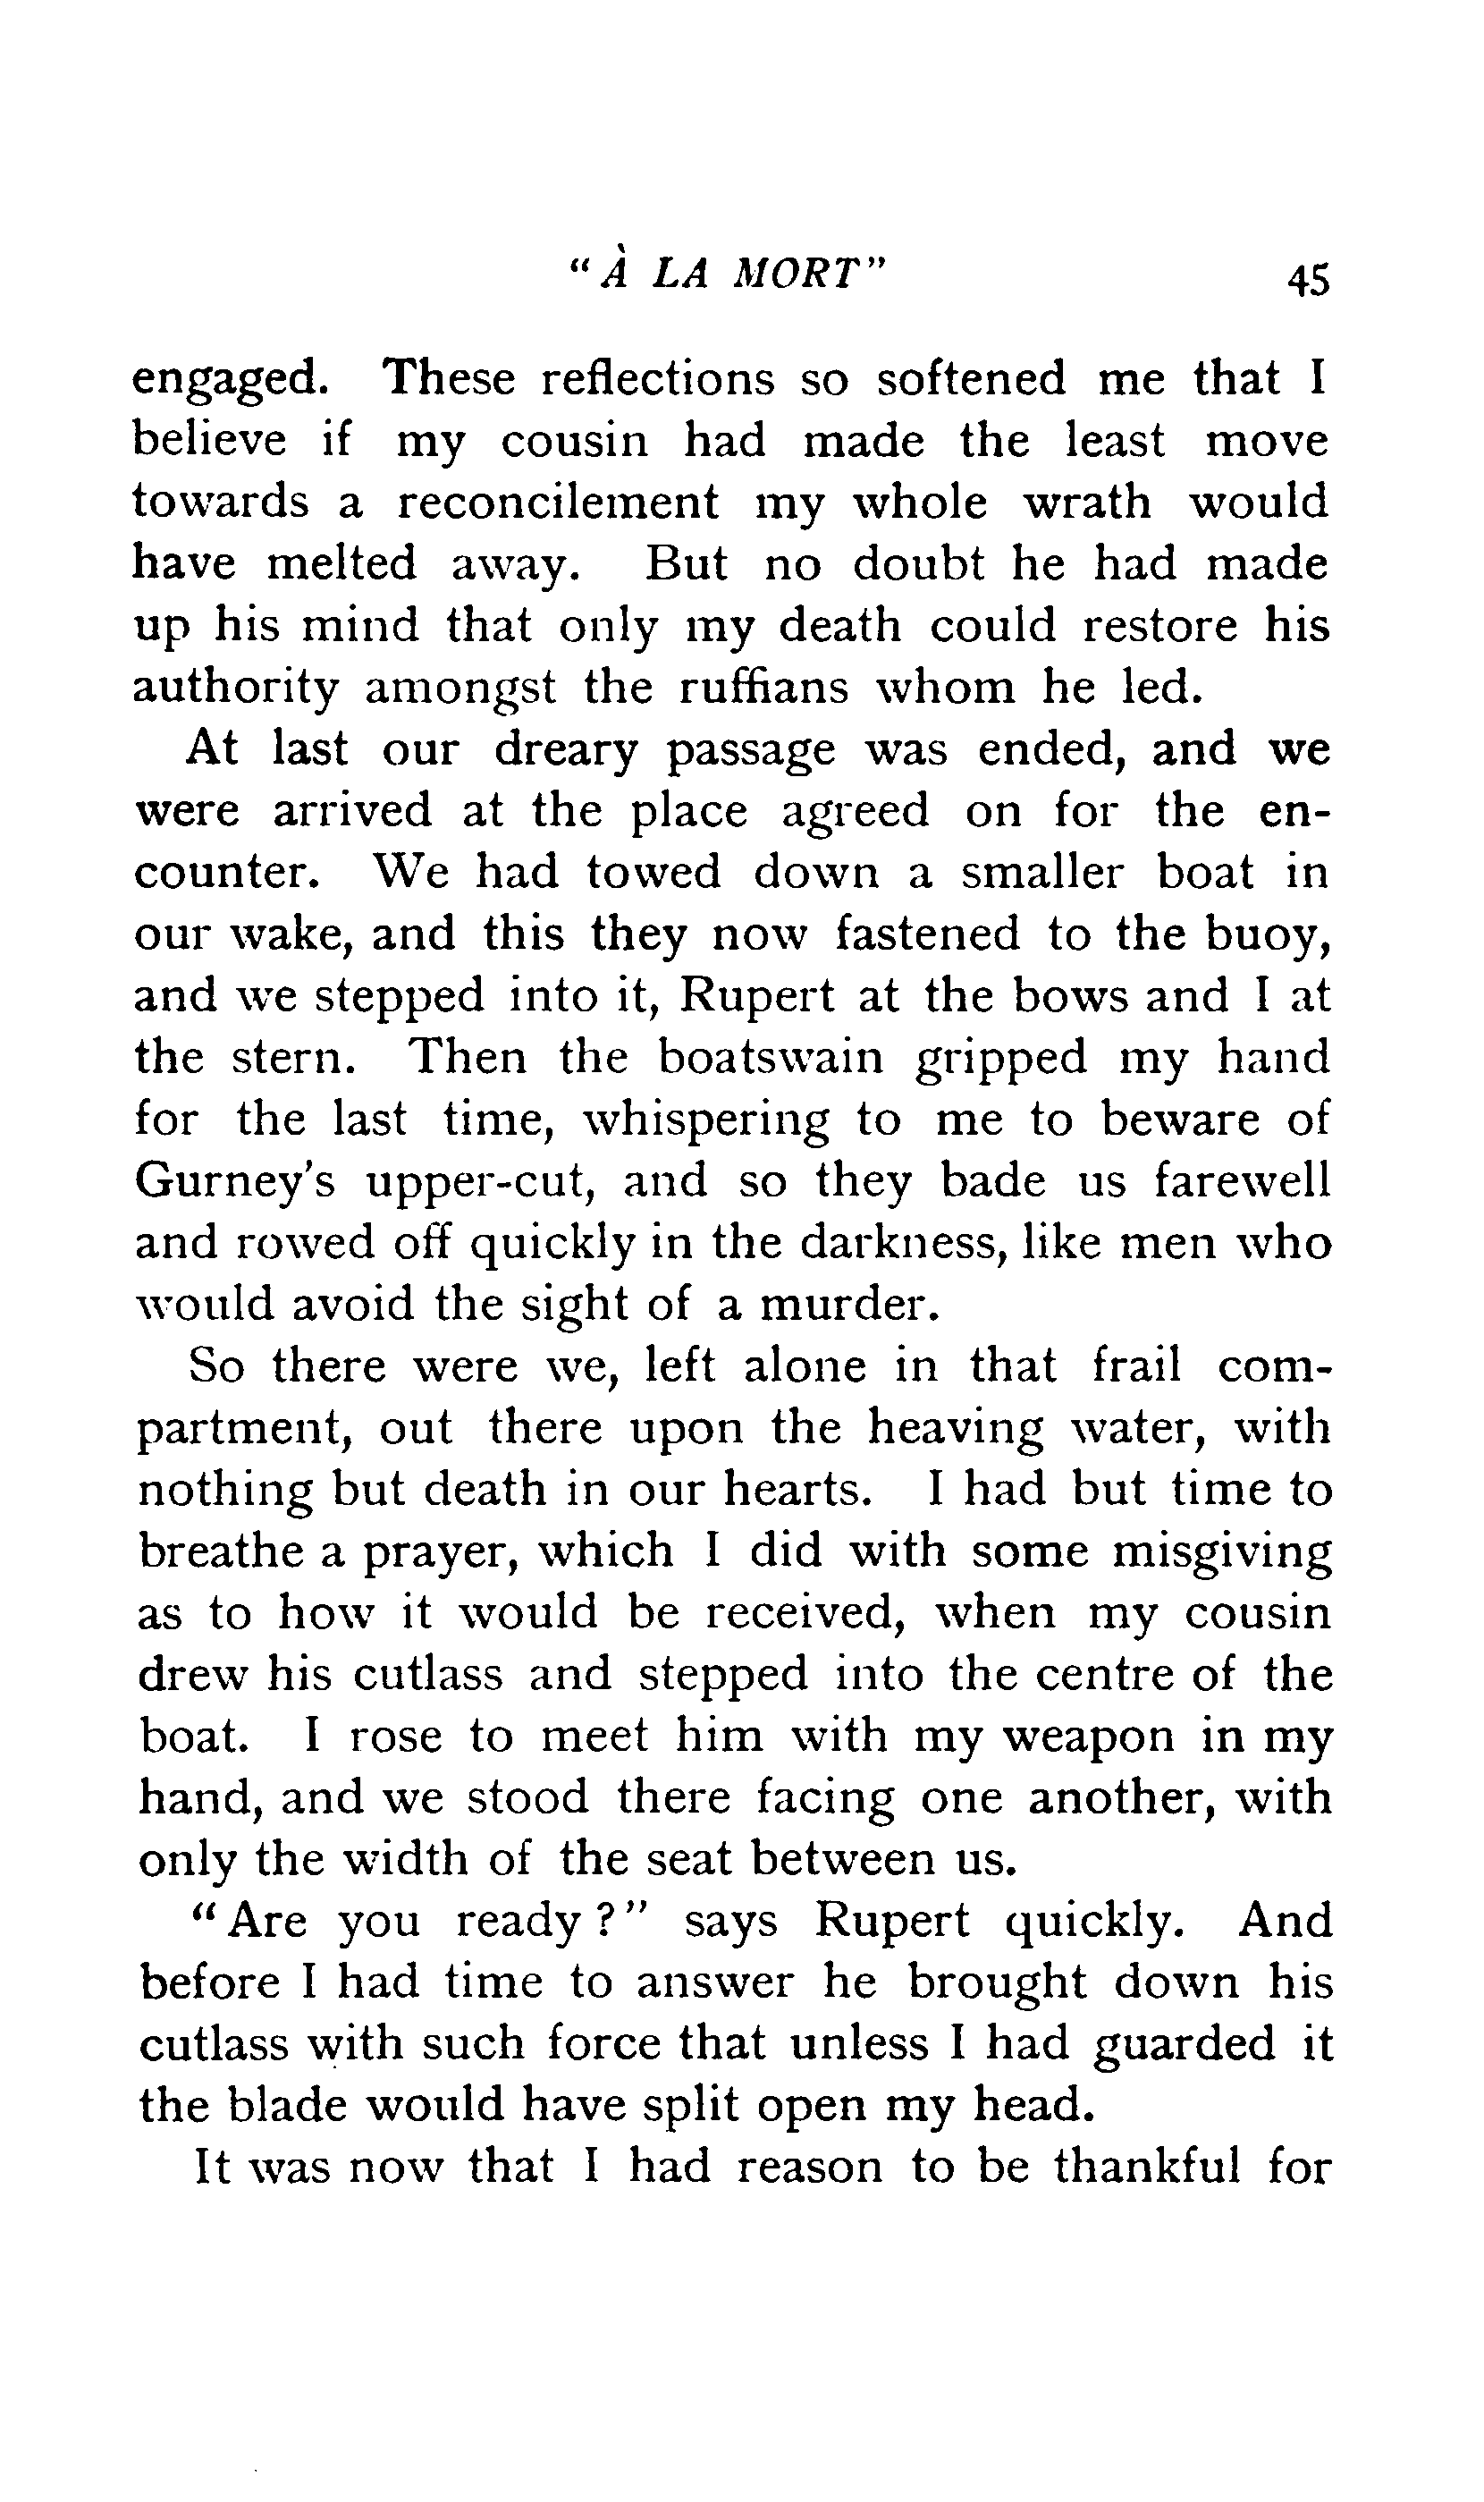 "À LA MORT" 45
engaged. These reflections so softened me that I
believe if my cousin had made the least move
towards a reconcilement my whole wrath would
have melted away. But no doubt he had made
up his mind that only my death could restore his
authority amongst the ruffians whom he led.
At last our dreary passage was ended, and we
were arrived at the place agreed on for the en-
counter. We had towed down a smaller boat in
our wake, and this they now fastened to the buoy,
and we stepped into it, Rupert at the bows and I at
the stern. Then the boatswain gripped my hand
for the last time, whispering to me to beware of
Gurney's upper-cut, and so they bade us farewell
and rowed off quickly in the darkness, like men who
would avoid the sight of a murder.
So there were we, left alone in that frail com-
partment, out there upon the heaving water, with
nothing but death in our hearts. I had but time to
breathe a prayer, which I did with some misgiving
as to how it would be received, when my cousin
drew his cutlass and stepped into the centre of the
boat. I rose to meet him with my weapon in my
hand, and we stood there facing one another, with
only the width of the seat between us.
"Are you ready?" says Rupert quickly. And
before I had time to answer he brought down his
cutlass with such force that unless I had guarded it
the blade would have split open my head.
It was now that I had reason to be thankful for